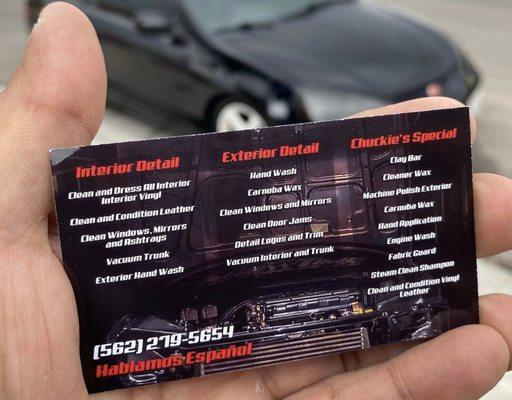 Interior Detail
Clean and Dress All Interior
Interior Vinyl
Clean and Condition Leather
Clean Windows, Mirrors
and Ashtrags
Vacuum Trunk
Exterior Hand Wash
Exterior Detail
Hand Wash
Carnuba Wax
Clean Windows and Mirrors
Clean Door Jams
Detail Logos and Trim
Vacuum Interior and Trunk
Chuckie's Special
Clay Bar
Cleaner Wax
Machine Polish Exterior
Carnuba Wax
Hand Application
Engine Wash
Fabric Guard
Steam Clean Shampoo
Clean and Condition Vinyl
Leather
(562) 279-5654
Hablamos Español